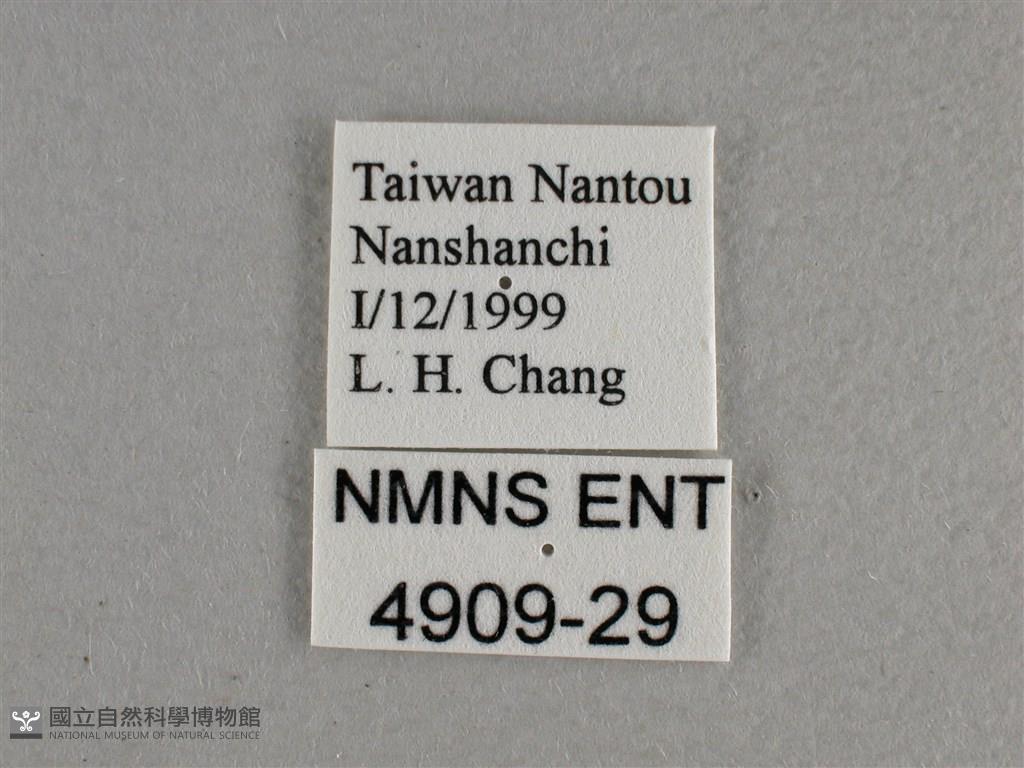 Taiwan Nantou
Nanshanchi
I/12/1999
L. H. Chang
NMNS ENT
4909-29
國立自然科學博物館
NATIONAL MUSEUM OF NATURAL SCIENCE